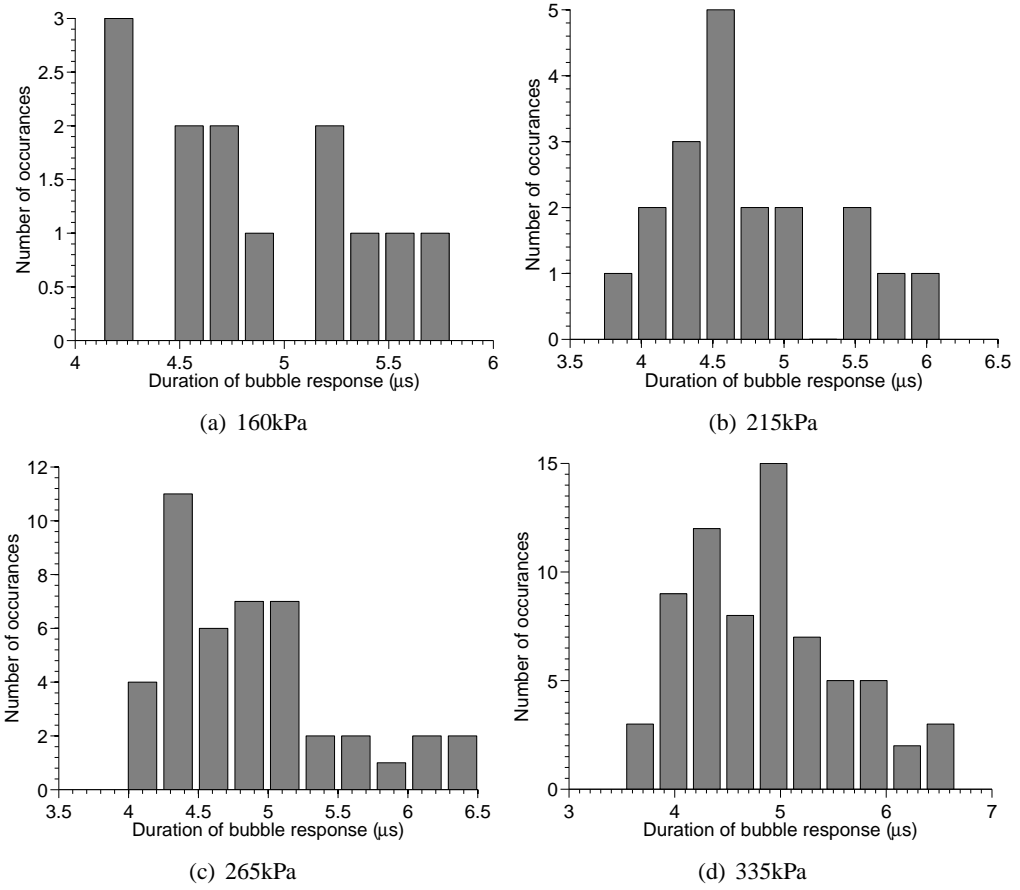 3
2.5
2
1.5
1
0.5
0
Number of occurances
4 4.5 5 5.5 6
Duration of bubble response (μs)
(a) 160kPa
5
4
3
2
1
0
Number of occurances
3.5 4 4.5 5 5.5 6 6.5
Duration of bubble response (μs)
(b) 215kPa
12
10
8
6
4
2
0
Number of occurances
3.5 4 4.5 5 5.5 6 6.5
Duration of bubble response (μs)
(c) 265kPa
15
10
5
0
Number of occurances
3 4 5 6 7
Duration of bubble response (μs)
(d) 335kPa